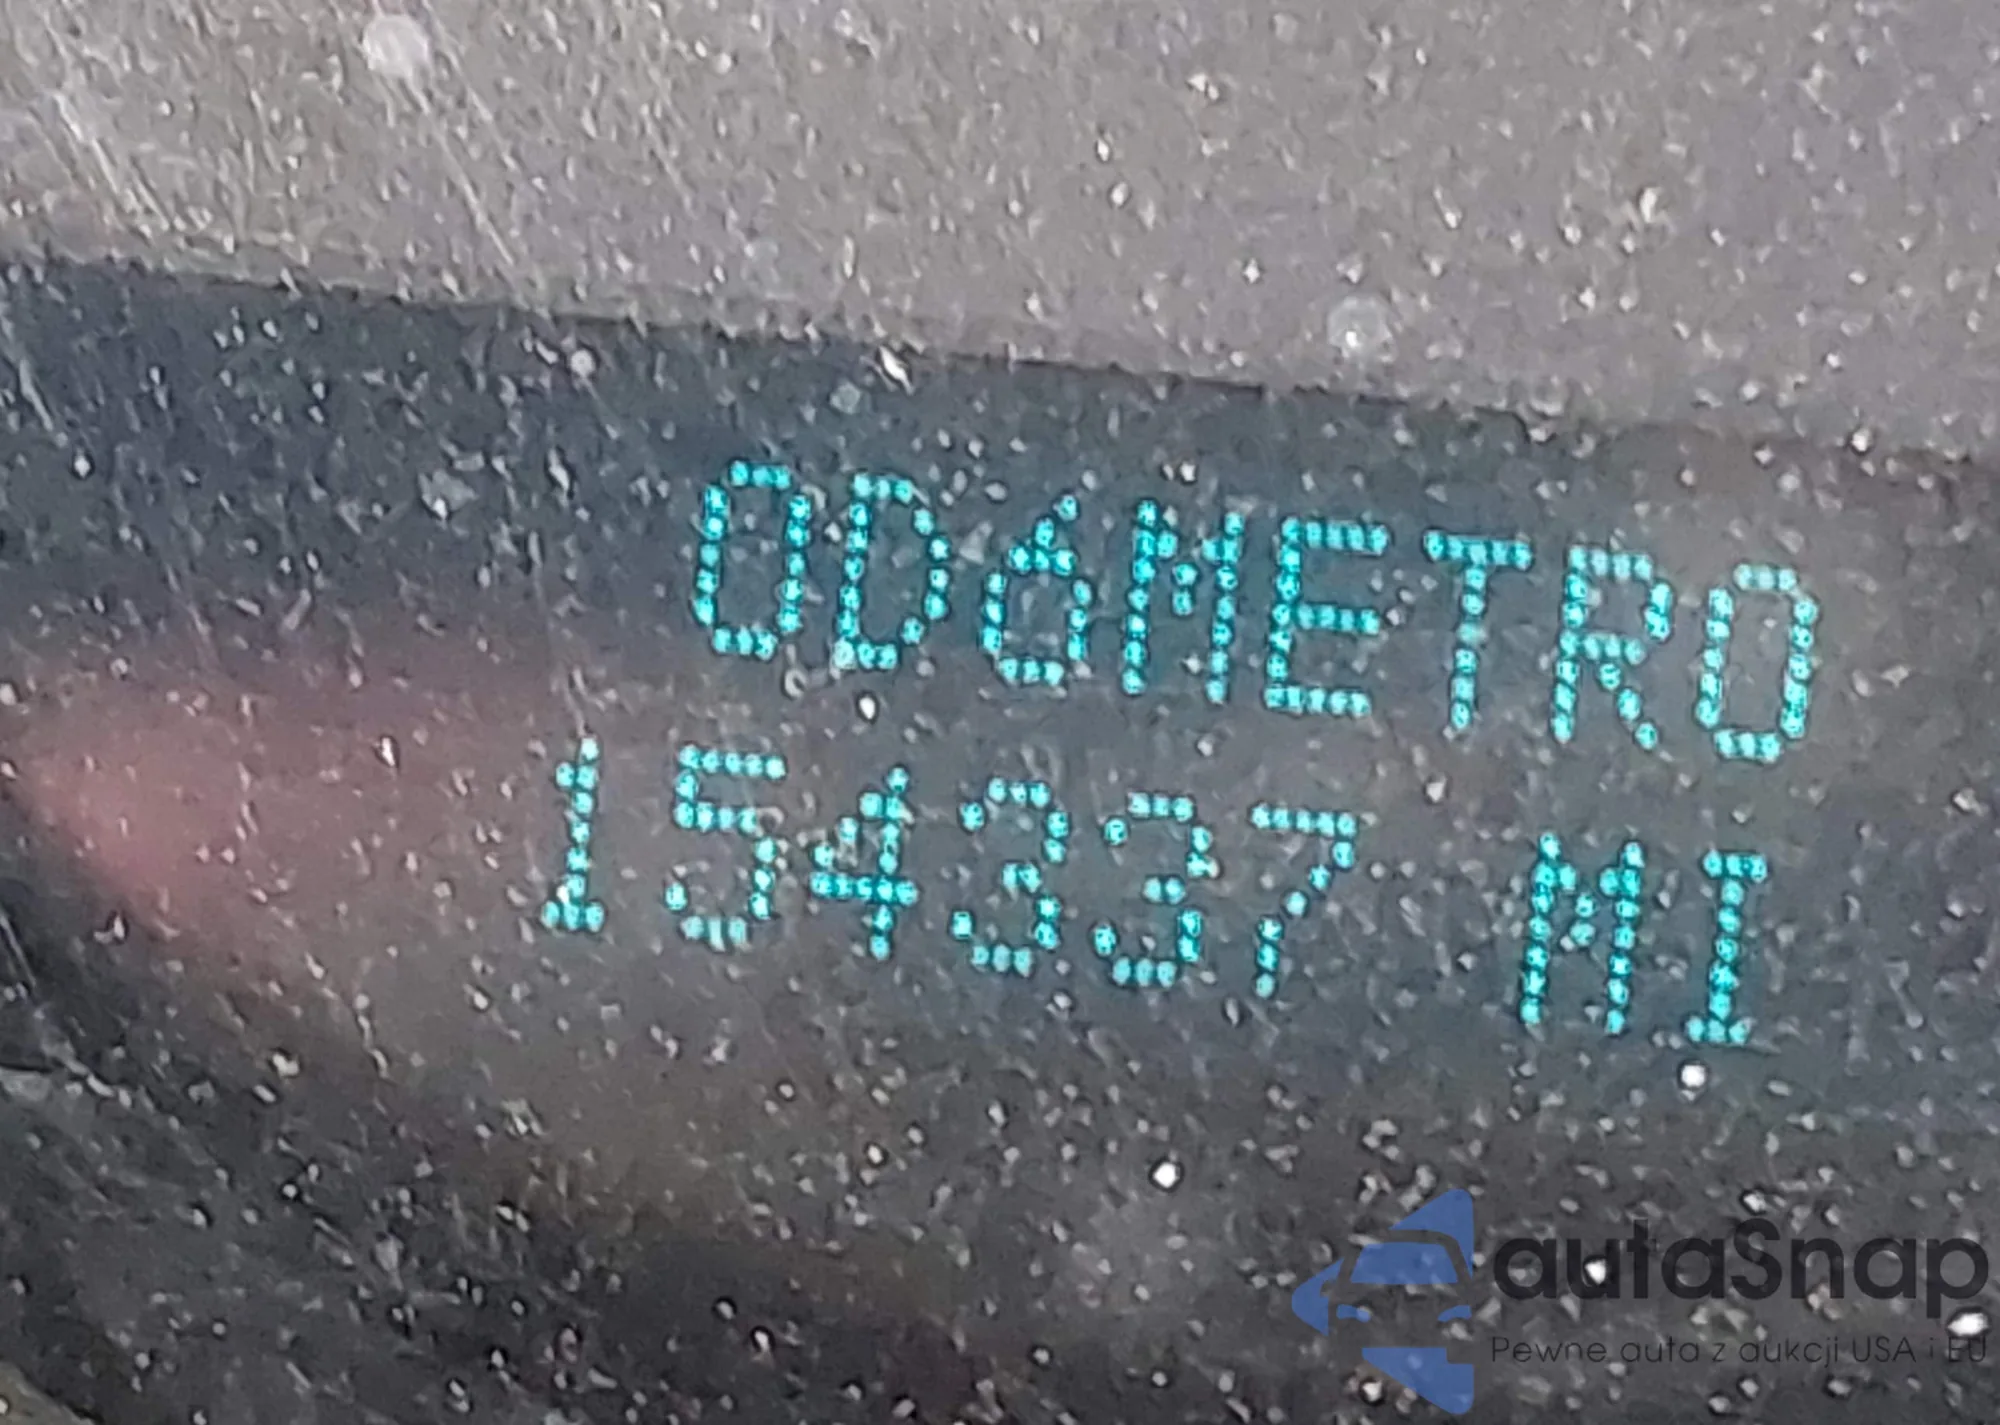 ODóMETRO
154337 MI
autaSnap
Pewne auta z aukcji USA i EU